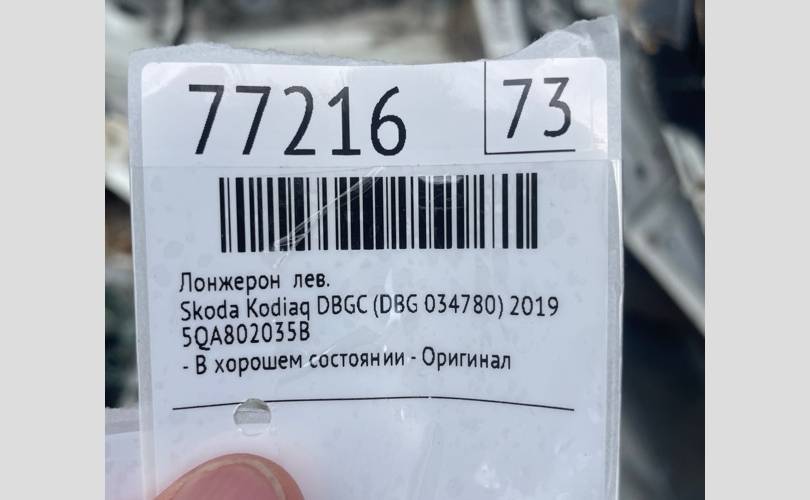 77216
73
Лонжерон лев.
Skoda Kodiaq DBGC (DBG 034780) 2019
5QA802035B
- В хорошем состоянии - Оригинал